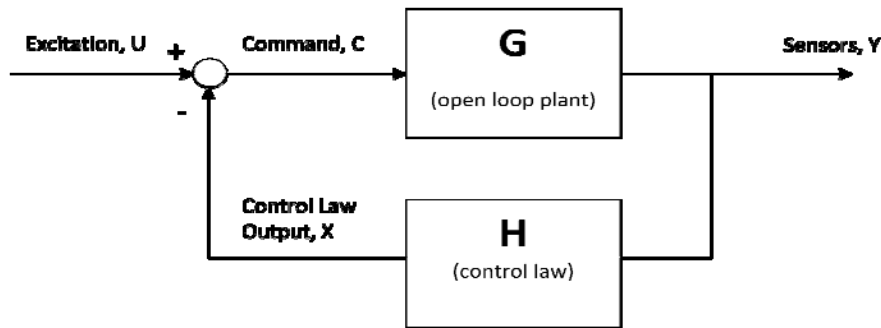 Excitation, U
+
Command, C
G
(open loop plant)
Sensors, Y
-
Control Law
Output, X
H
(control law)